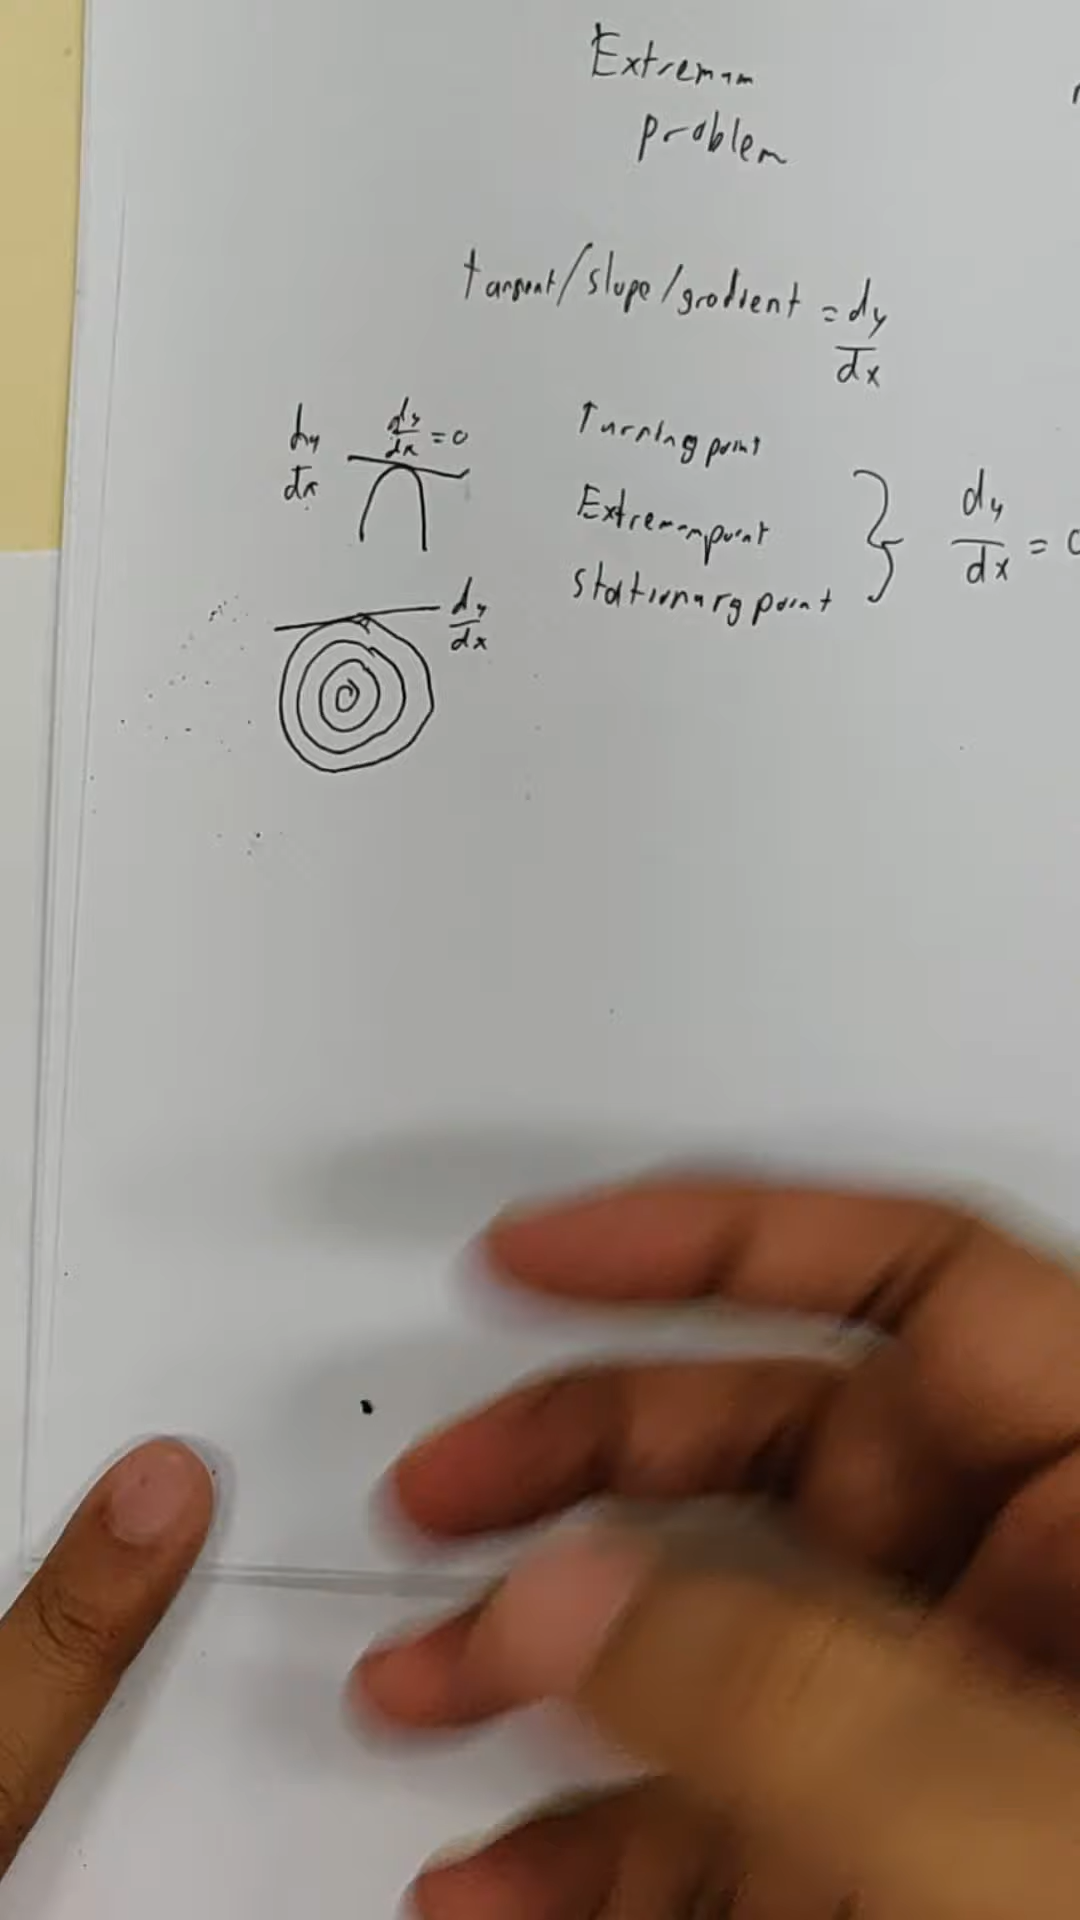 Extremum
problem
tangent/slope/gradient = dy/dx
dy/dx
dy/dx = 0
Turning point
Extremum point
Stationary point
} dy/dx = 0
dy/dx